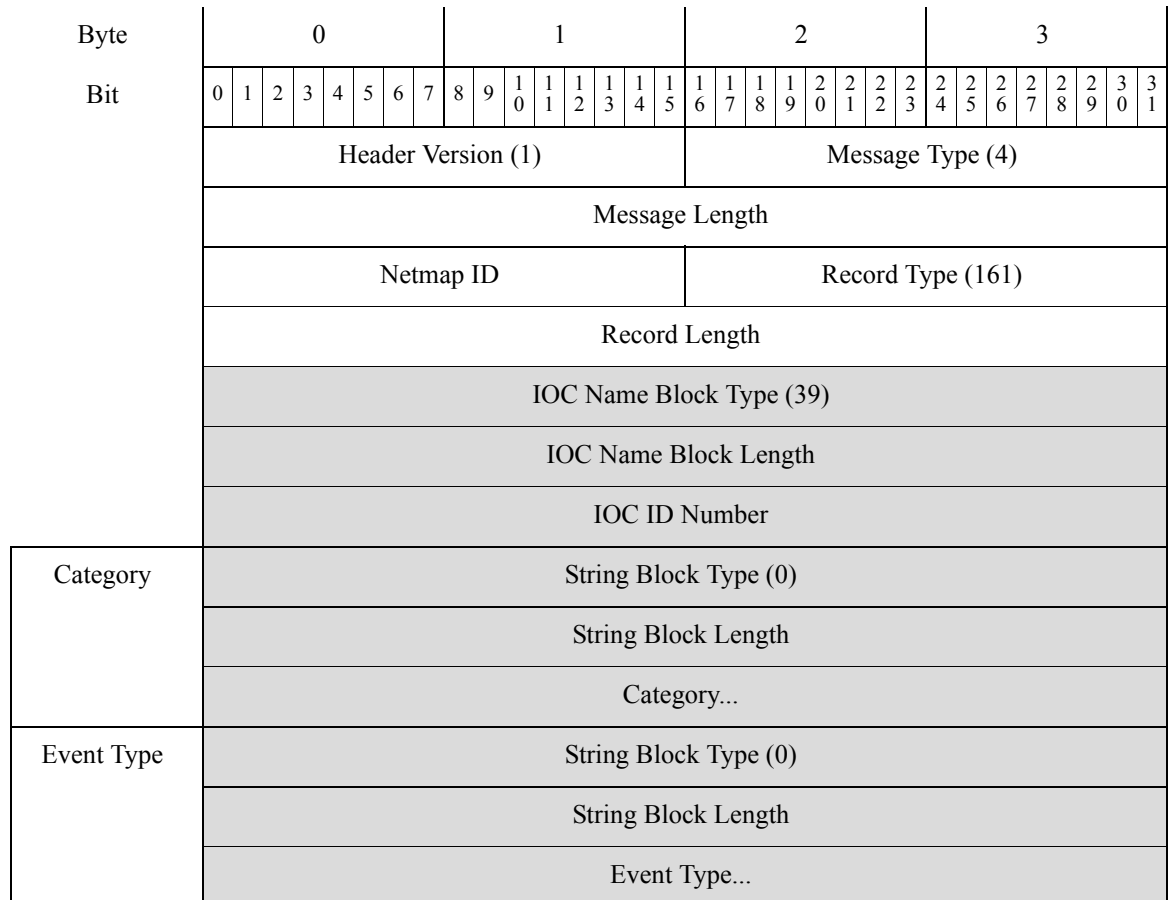 Byte 0 1 2 3
Bit 0 1 2 3 4 5 6 7 8 9 10 11 12 13 14 15 16 17 18 19 20 21 22 23 24 25 26 27 28 29 30 31
Header Version (1) Message Type (4)
Message Length
Netmap ID Record Type (161)
Record Length
IOC Name Block Type (39)
IOC Name Block Length
IOC ID Number
Category String Block Type (0)
String Block Length
Category...
Event Type String Block Type (0)
String Block Length
Event Type...